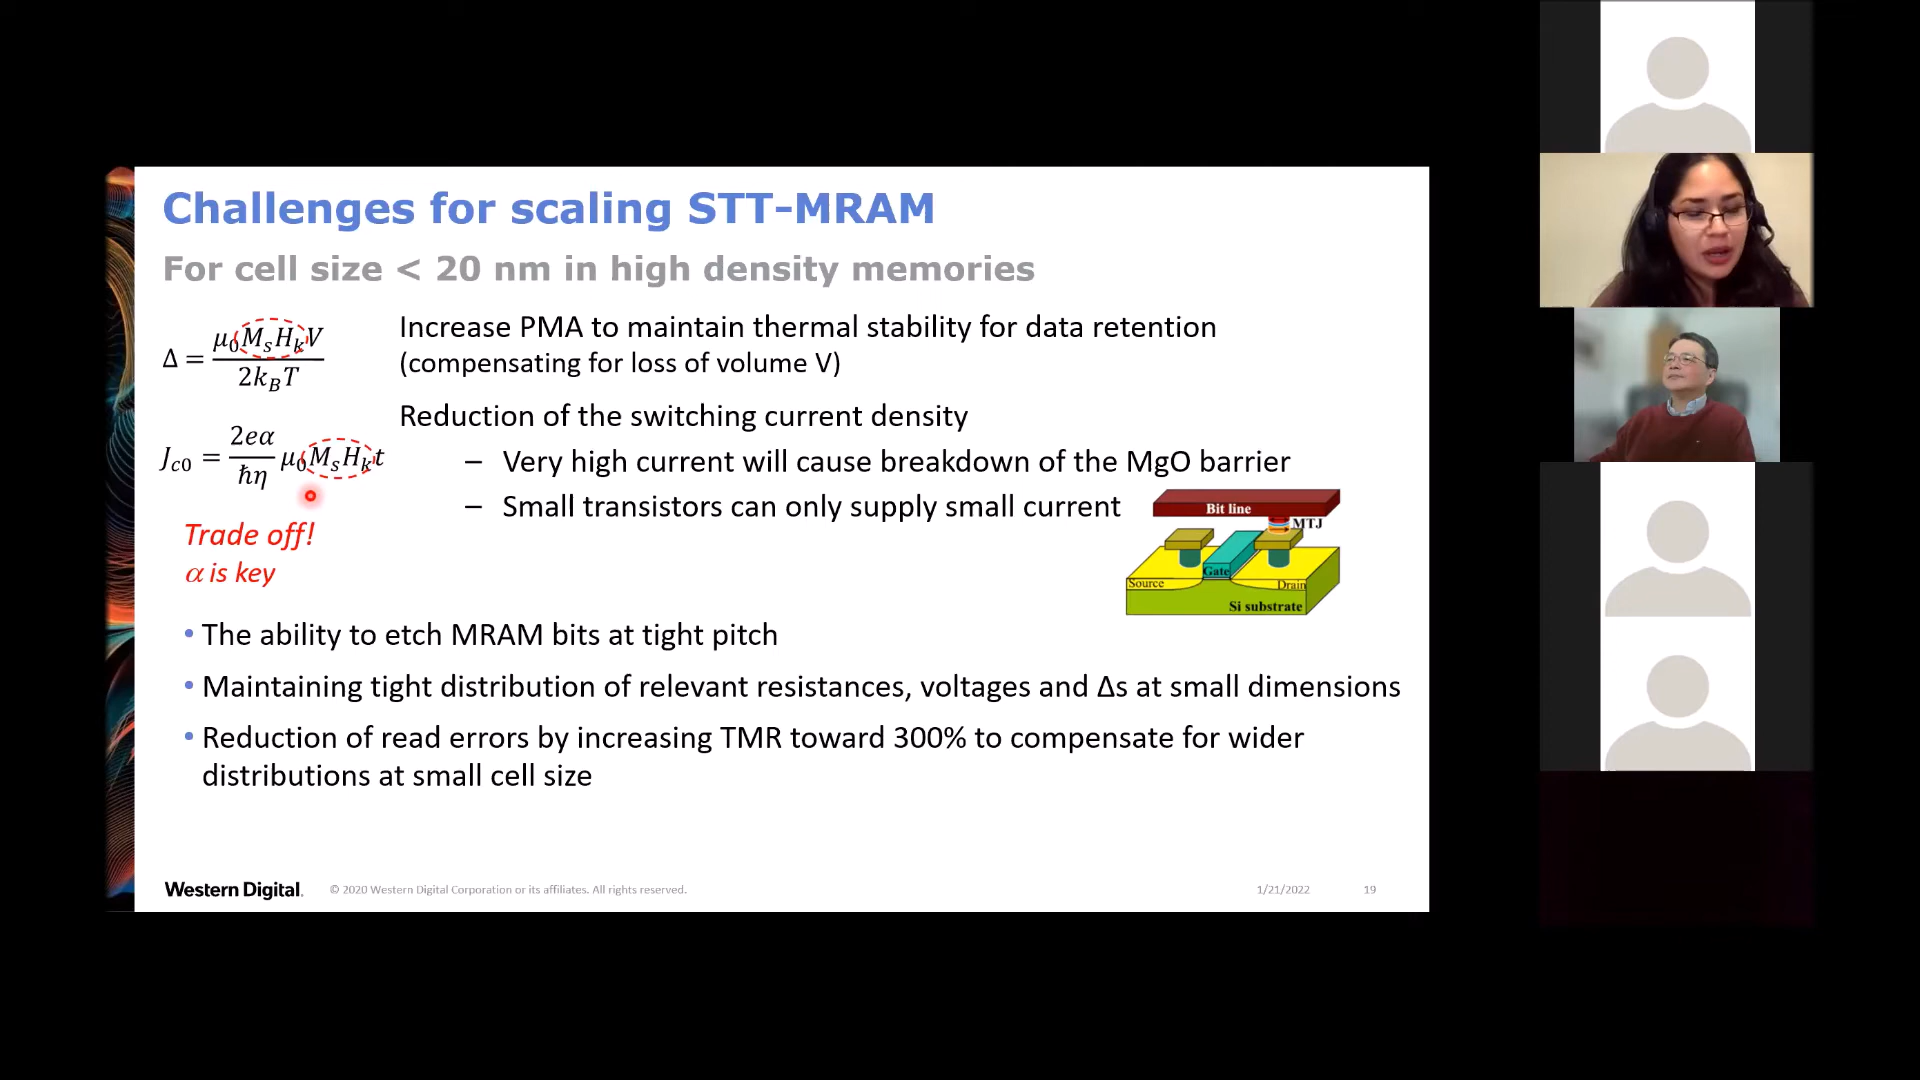 Challenges for scaling STT-MRAM
For cell size < 20 nm in high density memories
Δ = μ₀MₛHₖV / 2k_BT
Increase PMA to maintain thermal stability for data retention
(compensating for loss of volume V)
Reduction of the switching current density
J_c0 = 2eα / ℏη μ₀MₛHₖt
– Very high current will cause breakdown of the MgO barrier
– Small transistors can only supply small current
Trade off!
α is key
Bit line
MTJ
Gate
Source
Drain
Si substrate
• The ability to etch MRAM bits at tight pitch
• Maintaining tight distribution of relevant resistances, voltages and Δs at small dimensions
• Reduction of read errors by increasing TMR toward 300% to compensate for wider
distributions at small cell size
Western Digital.
© 2020 Western Digital Corporation or its affiliates. All rights reserved.
1/21/2022
19